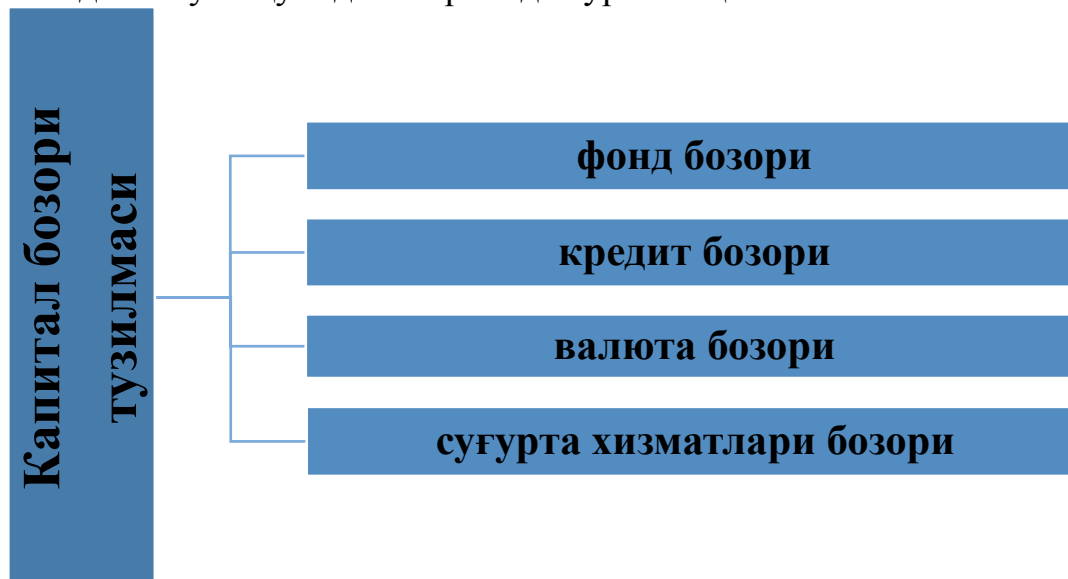 Капитал бозори
тузилмаси
фонд бозори
кредит бозори
валюта бозори
суғурта хизматлари бозори